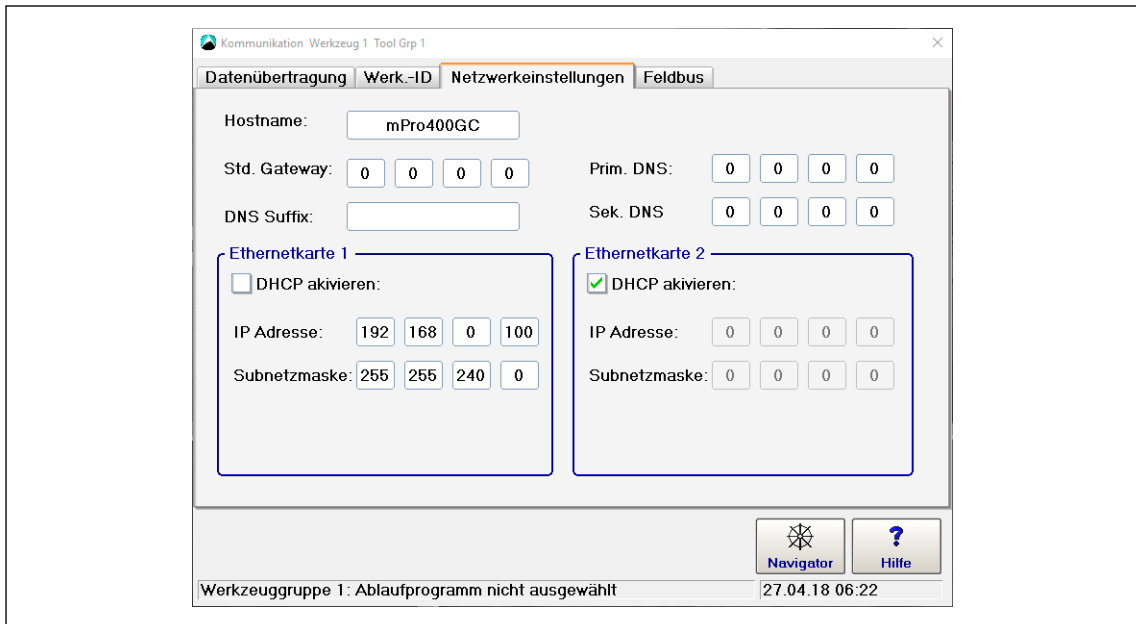 Kommunikation Werkzeug 1 Tool Grp 1
Datenübertragung Werk.-ID Netzwerkeinstellungen Feldbus
Hostname: mPro400GC
Std. Gateway: 0 0 0 0
DNS Suffix:
Prim. DNS: 0 0 0 0
Sek. DNS 0 0 0 0
Ethernetkarte 1
DHCP akivieren:
IP Adresse: 192 168 0 100
Subnetzmaske: 255 255 240 0
Ethernetkarte 2
DHCP akivieren:
IP Adresse: 0 0 0 0
Subnetzmaske: 0 0 0 0
Navigator
? Hilfe
Werkzeuggruppe 1: Ablaufprogramm nicht ausgewählt
27.04.18 06:22